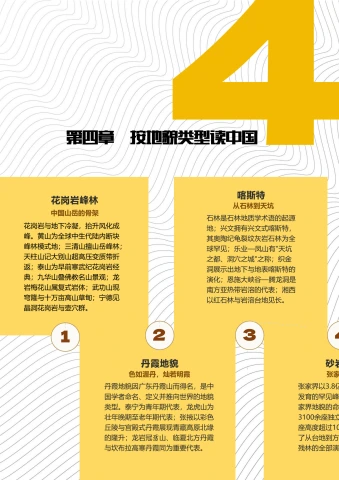 4
第四章 按地貌类型读中国
花岗岩峰林
中国山岳的骨架
花岗岩与地下冷凝，抬升风化成
峰。黄山为全球中生代陆内断块
峰林模式地；三清山擅山岳峰林；
天柱山记大别山超高压变质带折
返；泰山为早前寒武纪花岗岩经
典；九华山叠佛教名山景观；龙
岩梅花山属复式岩体；武功山现
穹隆与十万亩高山草甸；宁德见
晶洞花岗岩与壶穴群。
喀斯特
从石林到天坑
石林是石林地质学术语的起源
地；兴文拥有兴文式喀斯特，
其奥陶纪龟裂纹灰岩石林为全
球罕见；乐业—凤山有“天坑
之都、洞穴之城”之称；织金
洞展示出地下与地表喀斯特的
演化；恩施大峡谷—腾龙洞是
南方亚热带岩溶的代表；湘西
以红石林与岩溶台地见长。
1
2
3
4
丹霞地貌
色如渥丹，灿若明霞
丹霞地貌因广东丹霞山而得名，是中
国学者命名、定义并推向世界的地貌
类型。泰宁为青年期代表，龙虎山为
壮年晚期至老年期代表；张掖以彩色
丘陵与宫殿式丹霞展现青藏高原北缘
的隆升；龙岩冠豸山、临夏北方丹霞
与坎布拉高寒丹霞同为重要代表。
砂岩
张家
张家界以3.8亿
发育的罕见峰
家界地貌的命
3100余座独立
座高度超过10
了从台地到方
残林的全部演